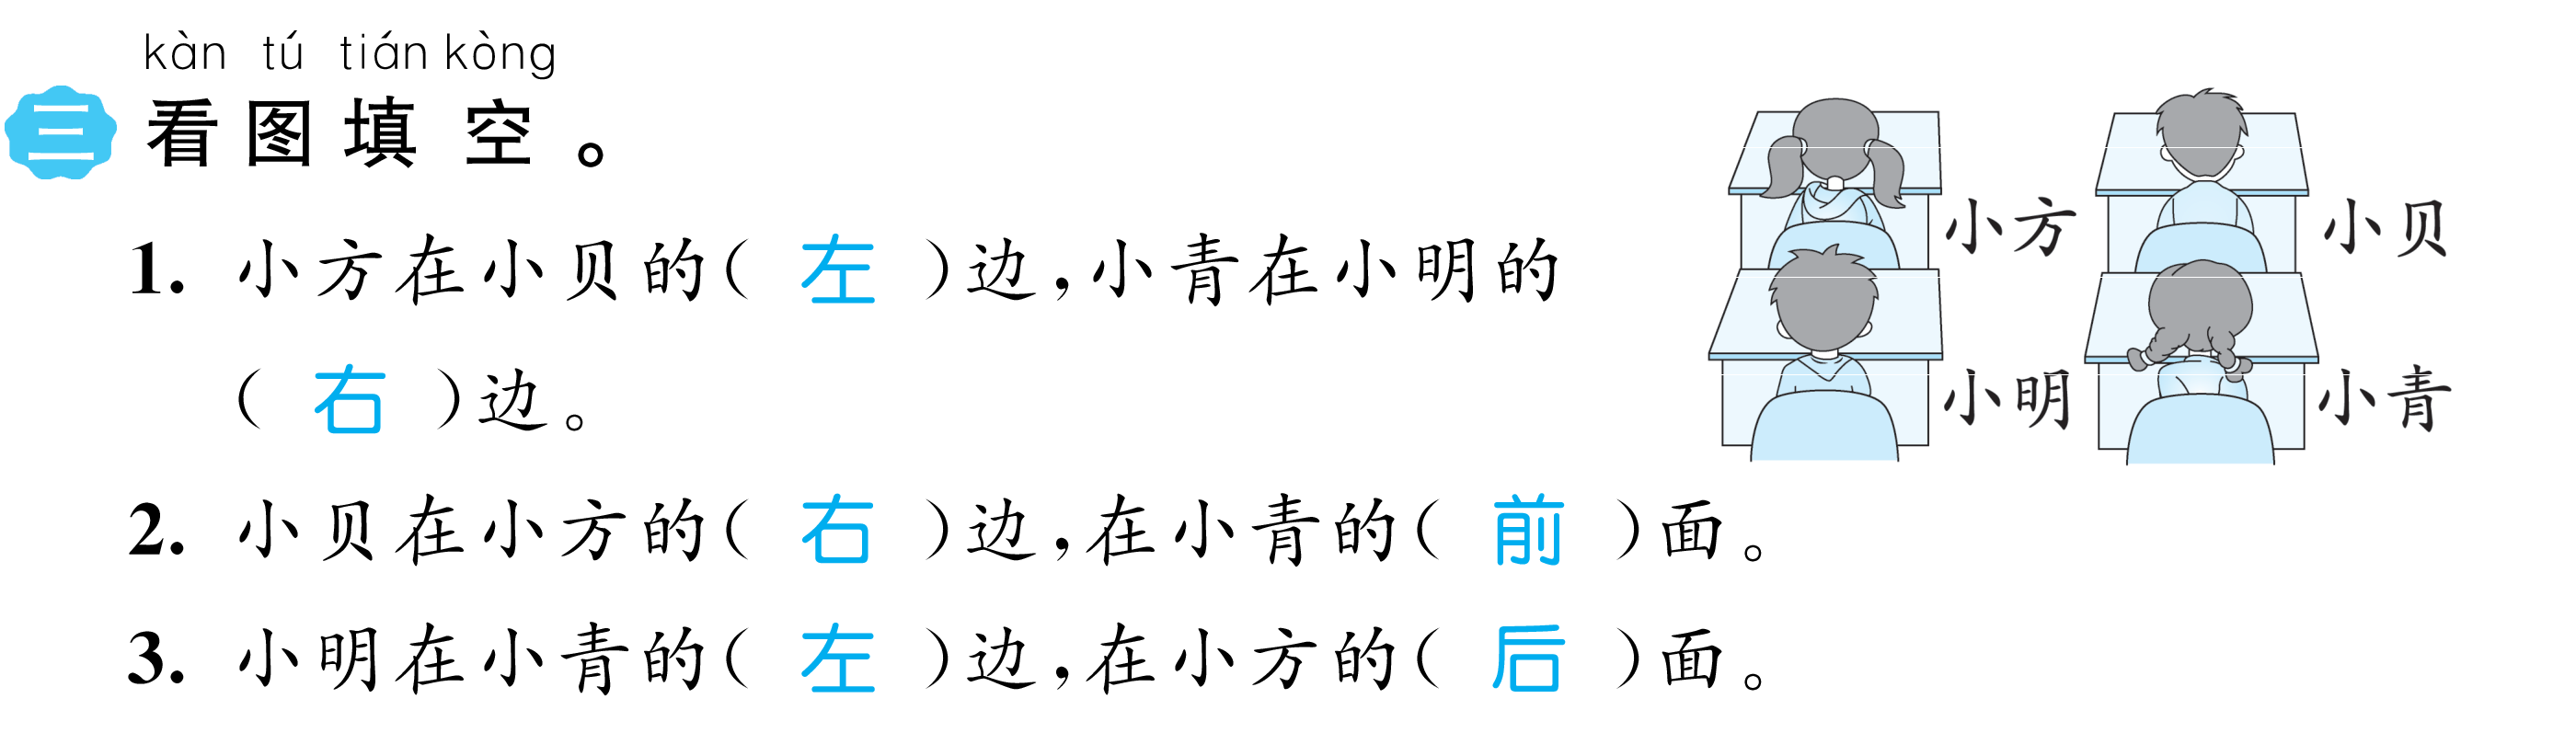 kàn tú tián kòng
三 看图填空。
1. 小方在小贝的( 左 )边,小青在小明的
( 右 )边。
2. 小贝在小方的( 右 )边,在小青的( 前 )面。
3. 小明在小青的( 左 )边,在小方的( 后 )面。
小方 小贝
小明 小青